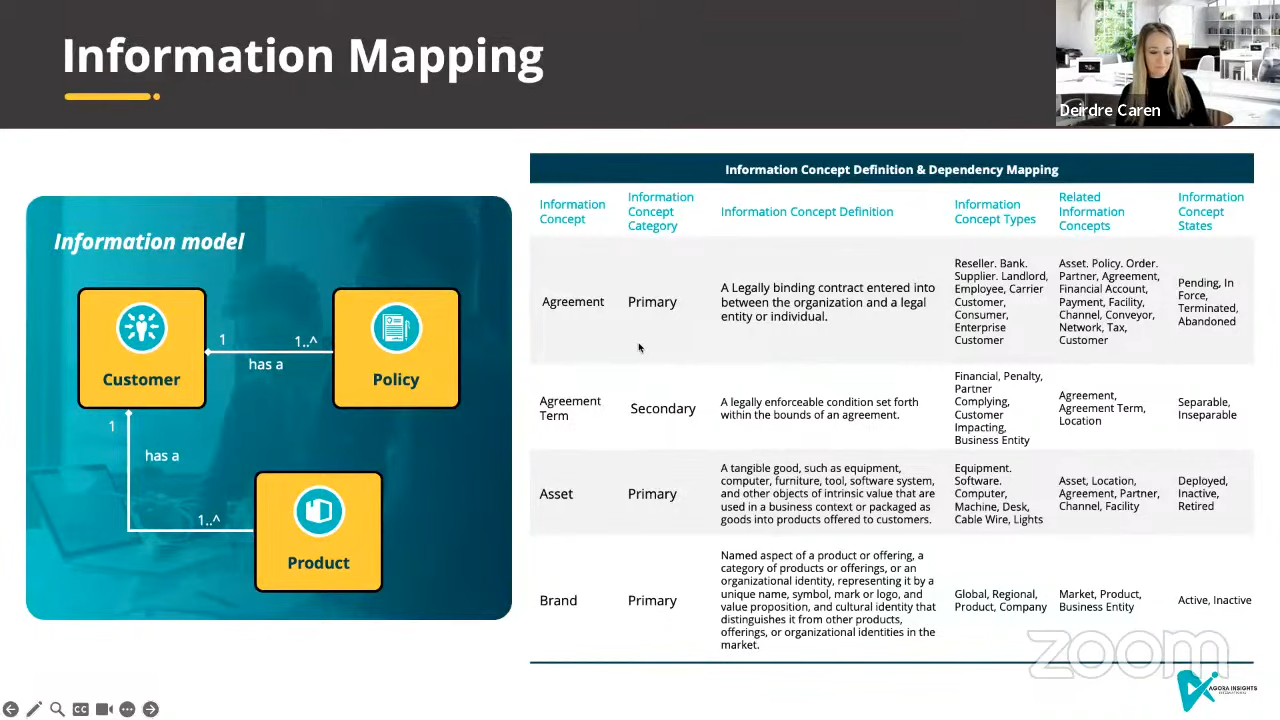 Information Mapping
Deirdre Caren
Information model
Customer
1
has a
1..^
Policy
1
has a
1..^
Product
Information Concept Definition & Dependency Mapping
Information
Concept
Information
Concept
Category
Information Concept Definition
Information
Concept Types
Related
Information
Concepts
Information
Concept
States
Agreement
Primary
A Legally binding contract entered into
between the organization and a legal
entity or individual.
Reseller. Bank.
Supplier. Landlord,
Employee, Carrier
Customer,
Consumer,
Enterprise
Customer
Asset. Policy. Order.
Partner, Agreement,
Financial Account,
Payment, Facility,
Channel, Conveyor,
Network, Tax,
Customer
Pending, In
Force,
Terminated,
Abandoned
Agreement
Term
Secondary
A legally enforceable condition set forth
within the bounds of an agreement.
Financial, Penalty,
Partner
Complying,
Customer
Impacting,
Business Entity
Agreement,
Agreement Term,
Location
Separable,
Inseparable
Asset
Primary
A tangible good, such as equipment,
computer, furniture, tool, software system,
and other objects of intrinsic value that are
used in a business context or packaged as
goods into products offered to customers.
Equipment.
Software.
Computer,
Machine, Desk,
Cable Wire, Lights
Asset, Location,
Agreement, Partner,
Channel, Facility
Deployed,
Inactive,
Retired
Brand
Primary
Named aspect of a product or offering, a
category of products or offerings, or an
organizational identity, representing it by a
unique name, symbol, mark or logo, and
value proposition, and cultural identity that
distinguishes it from other products,
offerings, or organizational identities in the
market.
Global, Regional,
Product, Company
Market, Product,
Business Entity
Active, Inactive
zoom
AGORA INSIGHTS
CC